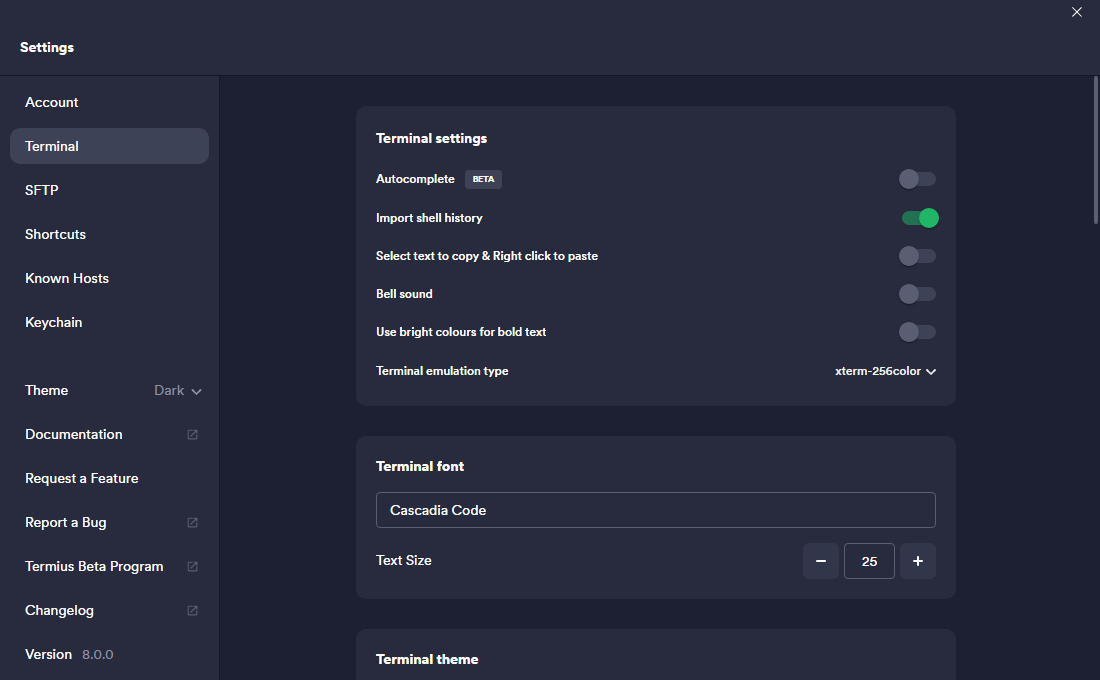 Settings
Account
Terminal
SFTP
Shortcuts
Known Hosts
Keychain
Theme Dark
Documentation
Request a Feature
Report a Bug
Termius Beta Program
Changelog
Version 8.0.0
Terminal settings
Autocomplete BETA
Import shell history
Select text to copy & Right click to paste
Bell sound
Use bright colours for bold text
Terminal emulation type xterm-256color
Terminal font
Cascadia Code
Text Size − 25 +
Terminal theme